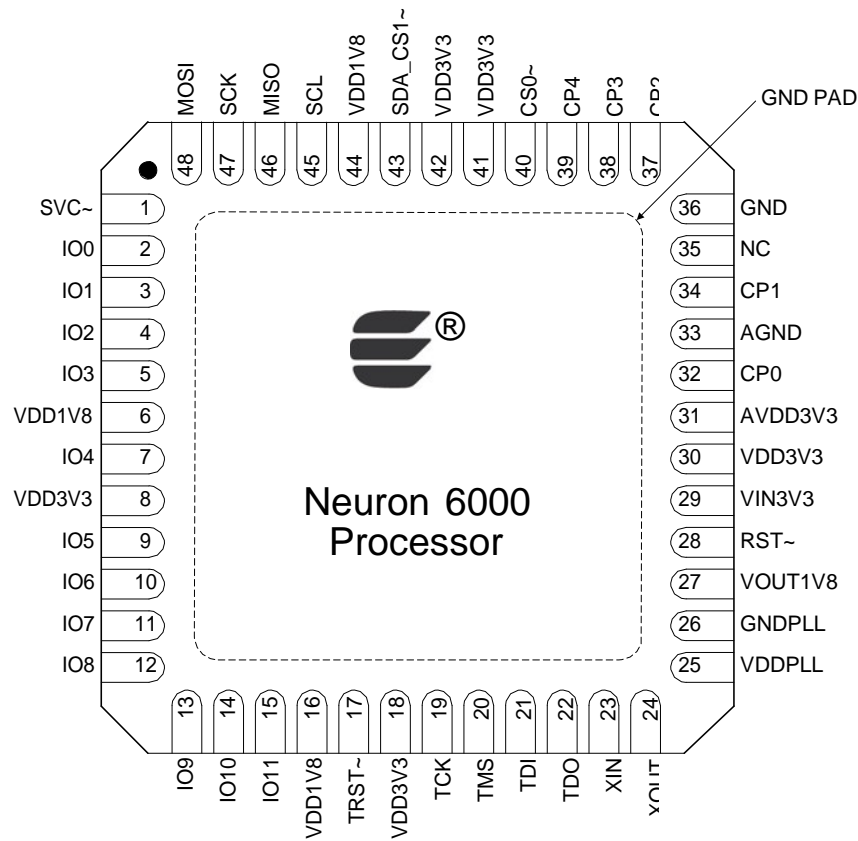 MOSI
SCK
MISO
SCL
VDD1V8
SDA_CS1~
VDD3V3
VDD3V3
CS0~
CP4
CP3
CP2
GND PAD
48
47
46
45
44
43
42
41
40
39
38
37
SVC~ 1
IO0 2
IO1 3
IO2 4
IO3 5
VDD1V8 6
IO4 7
VDD3V3 8
IO5 9
IO6 10
IO7 11
IO8 12
®
Neuron 6000
Processor
36 GND
35 NC
34 CP1
33 AGND
32 CP0
31 AVDD3V3
30 VDD3V3
29 VIN3V3
28 RST~
27 VOUT1V8
26 GNDPLL
25 VDDPLL
13
14
15
16
17
18
19
20
21
22
23
24
IO9
IO10
IO11
VDD1V8
TRST~
VDD3V3
TCK
TMS
TDI
TDO
XIN
XOUT